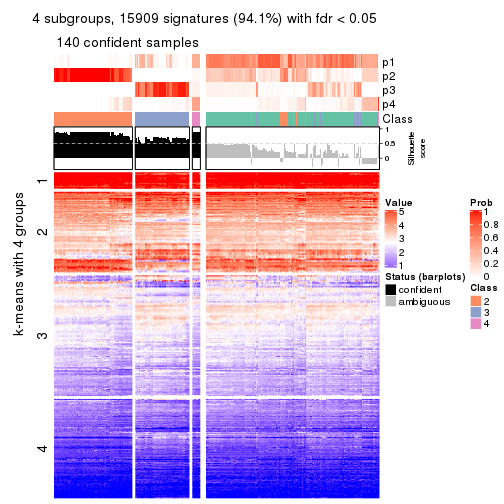 4 subgroups, 15909 signatures (94.1%) with fdr < 0.05
140 confident samples
p1
p2
p3
p4
Class
1
0.5
0
Silhouette
score
k-means with 4 groups
1
2
3
4
Value
5
4
3
2
1
Status (barplots)
confident
ambiguous
Prob
1
0.8
0.6
0.4
0.2
0
Class
2
3
4